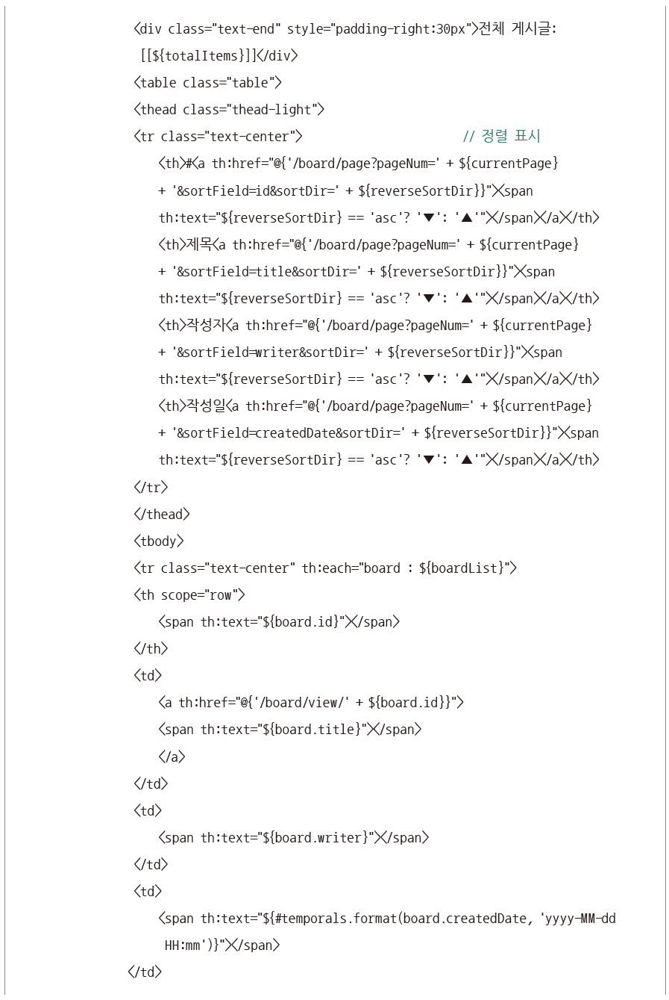 <div class="text-end" style="padding-right:30px">전체 게시글:
[[${totalItems}]]</div>
<table class="table">
<thead class="thead-light">
<tr class="text-center"> // 정렬 표시
<th>#<a th:href="@{'/board/page?pageNum=' + ${currentPage}
+ '&sortField=id&sortDir=' + ${reverseSortDir}}"><span
th:text="${reverseSortDir} == 'asc'? '▼': '▲'"></span></a></th>
<th>제목<a th:href="@{'/board/page?pageNum=' + ${currentPage}
+ '&sortField=title&sortDir=' + ${reverseSortDir}}"><span
th:text="${reverseSortDir} == 'asc'? '▼': '▲'"></span></a></th>
<th>작성자<a th:href="@{'/board/page?pageNum=' + ${currentPage}
+ '&sortField=writer&sortDir=' + ${reverseSortDir}}"><span
th:text="${reverseSortDir} == 'asc'? '▼': '▲'"></span></a></th>
<th>작성일<a th:href="@{'/board/page?pageNum=' + ${currentPage}
+ '&sortField=createdDate&sortDir=' + ${reverseSortDir}}"><span
th:text="${reverseSortDir} == 'asc'? '▼': '▲'"></span></a></th>
</tr>
</thead>
<tbody>
<tr class="text-center" th:each="board : ${boardList}">
<th scope="row">
<span th:text="${board.id}"></span>
</th>
<td>
<a th:href="@{'/board/view/' + ${board.id}}">
<span th:text="${board.title}"></span>
</a>
</td>
<td>
<span th:text="${board.writer}"></span>
</td>
<td>
<span th:text="${#temporals.format(board.createdDate, 'yyyy-MM-dd
HH:mm')}"></span>
</td>